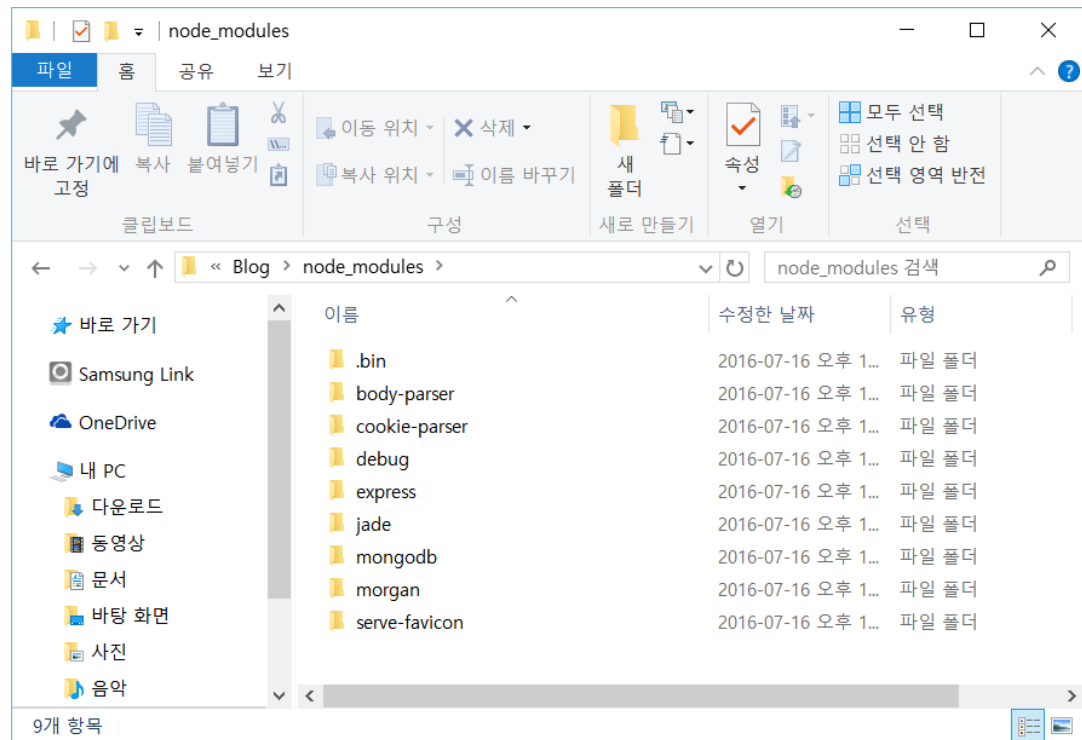 node_modules
파일 홈 공유 보기
바로 가기에 고정
복사
붙여넣기
클립보드
이동 위치 삭제
복사 위치 이름 바꾸기
구성
새 폴더
새로 만들기
속성
열기
모두 선택
선택 안 함
선택 영역 반전
선택
« Blog > node_modules >
node_modules 검색
바로 가기
Samsung Link
OneDrive
내 PC
다운로드
동영상
문서
바탕 화면
사진
음악
이름 수정한 날짜 유형
.bin 2016-07-16 오후 1... 파일 폴더
body-parser 2016-07-16 오후 1... 파일 폴더
cookie-parser 2016-07-16 오후 1... 파일 폴더
debug 2016-07-16 오후 1... 파일 폴더
express 2016-07-16 오후 1... 파일 폴더
jade 2016-07-16 오후 1... 파일 폴더
mongodb 2016-07-16 오후 1... 파일 폴더
morgan 2016-07-16 오후 1... 파일 폴더
serve-favicon 2016-07-16 오후 1... 파일 폴더
9개 항목